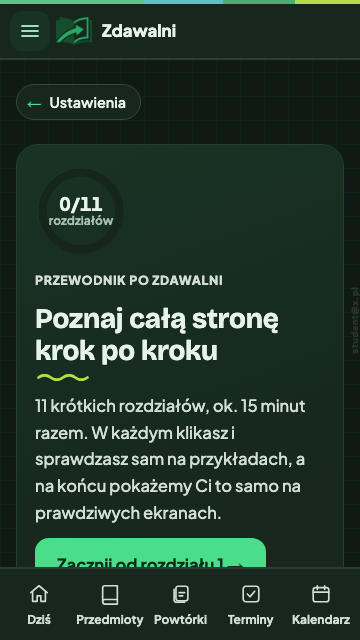 Zdawalni
← Ustawienia
0/11
rozdziałów
PRZEWODNIK PO ZDAWALNI
Poznaj całą stronę
krok po kroku
11 krótkich rozdziałów, ok. 15 minut
razem. W każdym klikasz i
sprawdzasz sam na przykładach, a
na końcu pokażemy Ci to samo na
prawdziwych ekranach.
Zacznij od rozdziału 1 →
student@x.pl
Dziś Przedmioty Powtórki Terminy Kalendarz